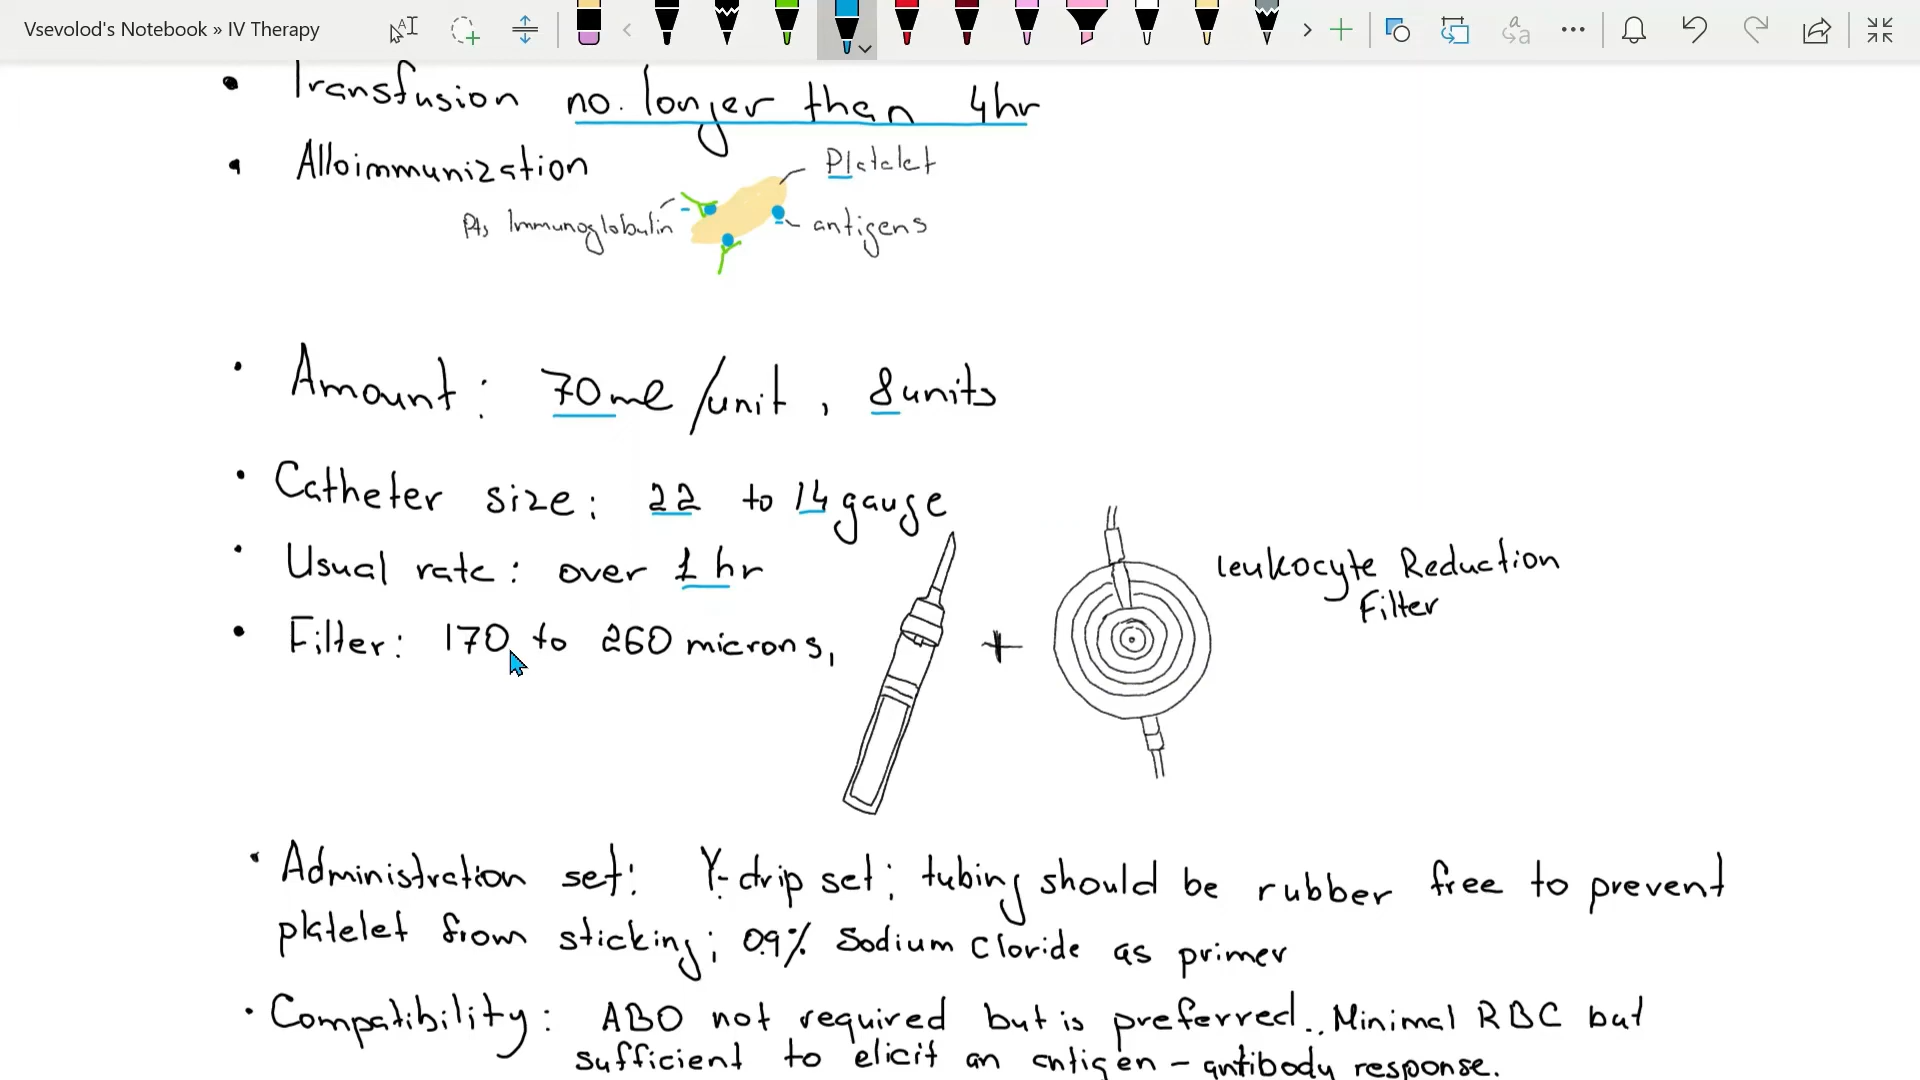 Vsevolod's Notebook » IV Therapy
• Transfusion no longer than 4hr
• Alloimmunization
Platelet
Pt's Immunoglobulin
antigens
• Amount: 70ml/unit, 8 units
• Catheter size: 22 to 14 gauge
• Usual rate: over 1 hr
• Filter: 170 to 260 microns,
+
Leukocyte Reduction
Filter
• Administration set: Y-drip set; tubing should be rubber free to prevent
platelet from sticking; 0.9% Sodium Cloride as primer
• Compatibility: ABO not required but is preferred.. Minimal RBC but
sufficient to elicit an antigen - antibody response.